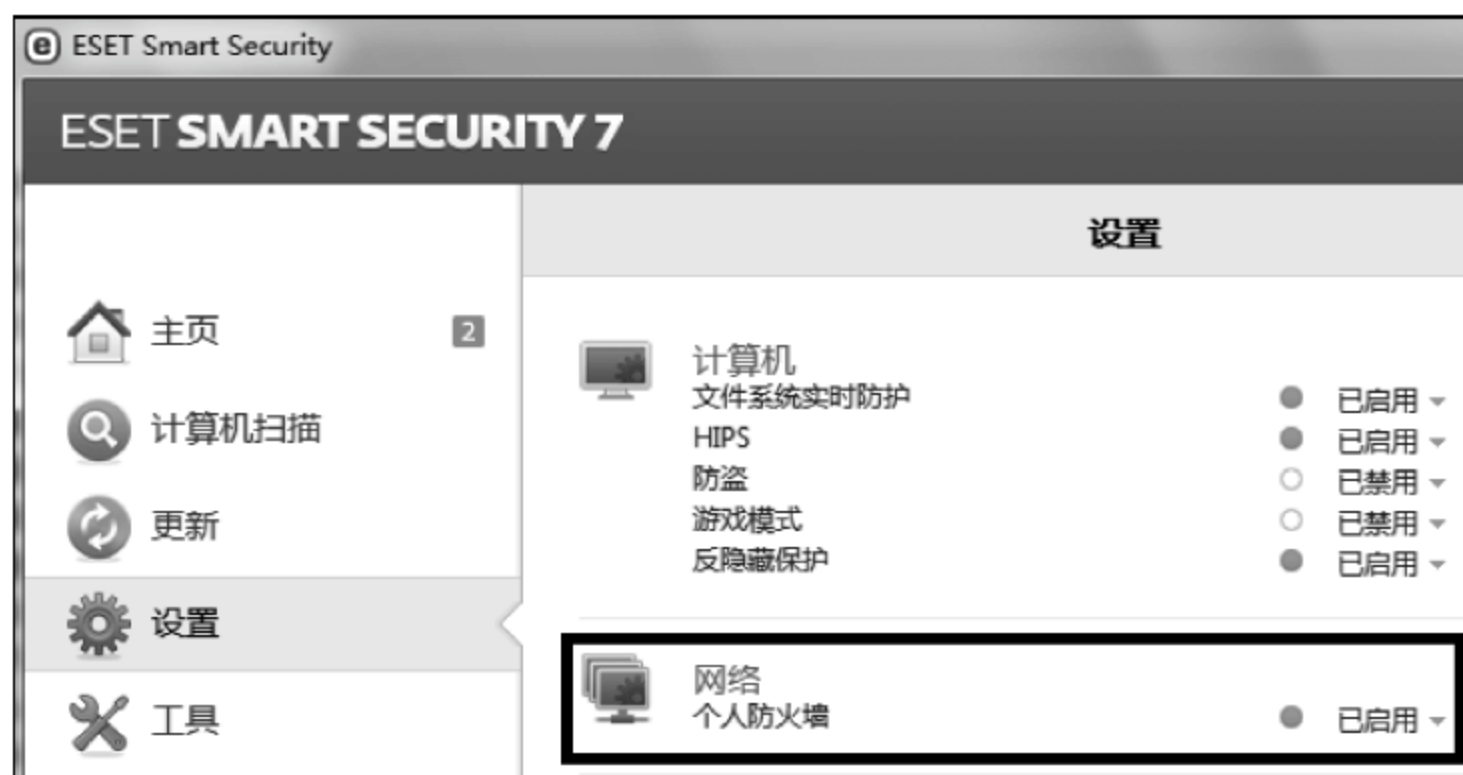 ESET Smart Security
ESET SMART SECURITY 7
设置
主页 2
计算机扫描
更新
设置
工具
计算机
文件系统实时防护 已启用
HIPS 已启用
防盗 已禁用
游戏模式 已禁用
反隐藏保护 已启用
网络
个人防火墙 已启用